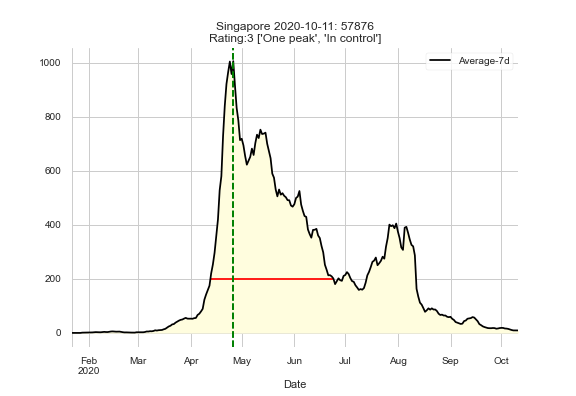 Singapore 2020-10-11: 57876
Rating:3 ['One peak', 'In control']
Average-7d
1000
800
600
400
200
0
Feb Mar Apr May Jun Jul Aug Sep Oct
2020
Date